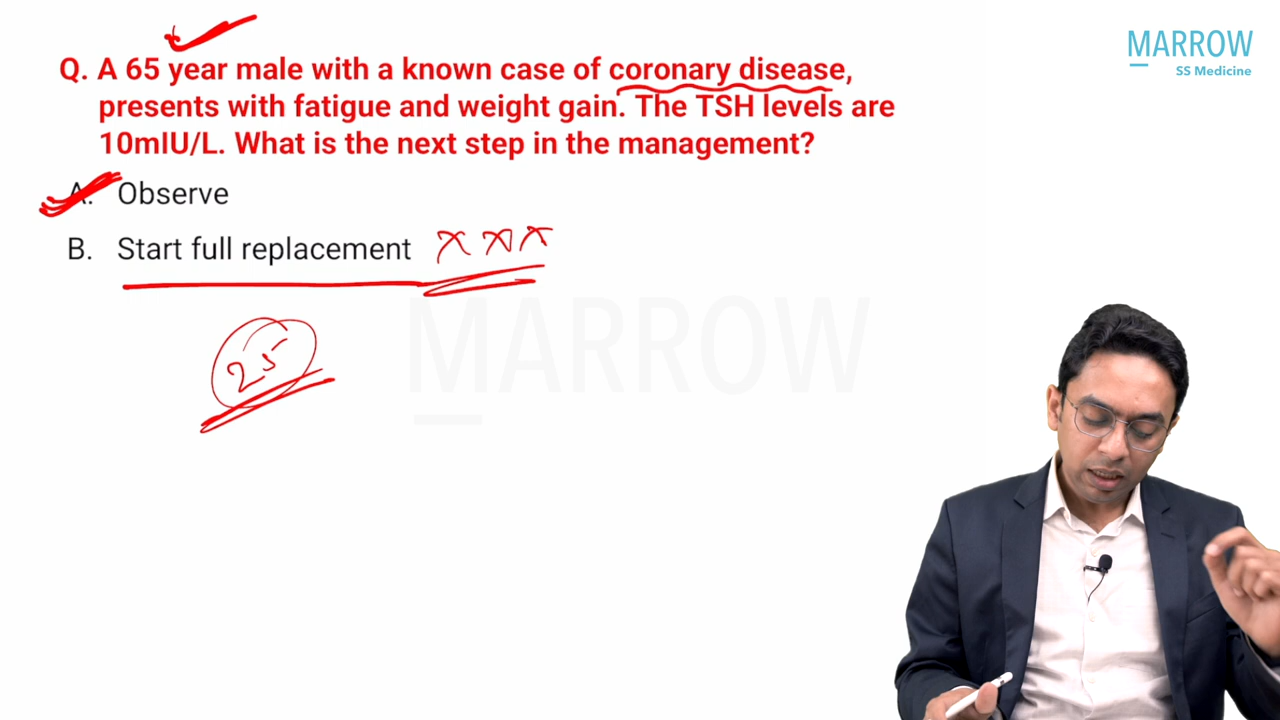 MARROW
SS Medicine
Q. A 65 year male with a known case of coronary disease,
presents with fatigue and weight gain. The TSH levels are
10mIU/L. What is the next step in the management?
A. Observe
B. Start full replacement x x x
25
MARROW